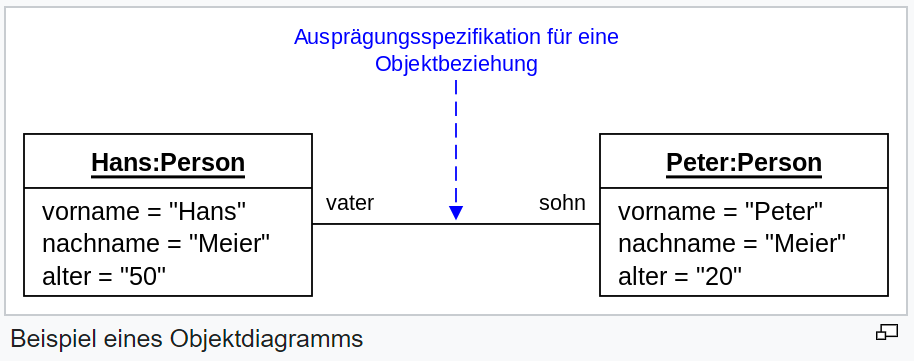 Ausprägungsspezifikation für eine
Objektbeziehung
Hans:Person
vorname = "Hans"
nachname = "Meier"
alter = "50"
vater
sohn
Peter:Person
vorname = "Peter"
nachname = "Meier"
alter = "20"
Beispiel eines Objektdiagramms